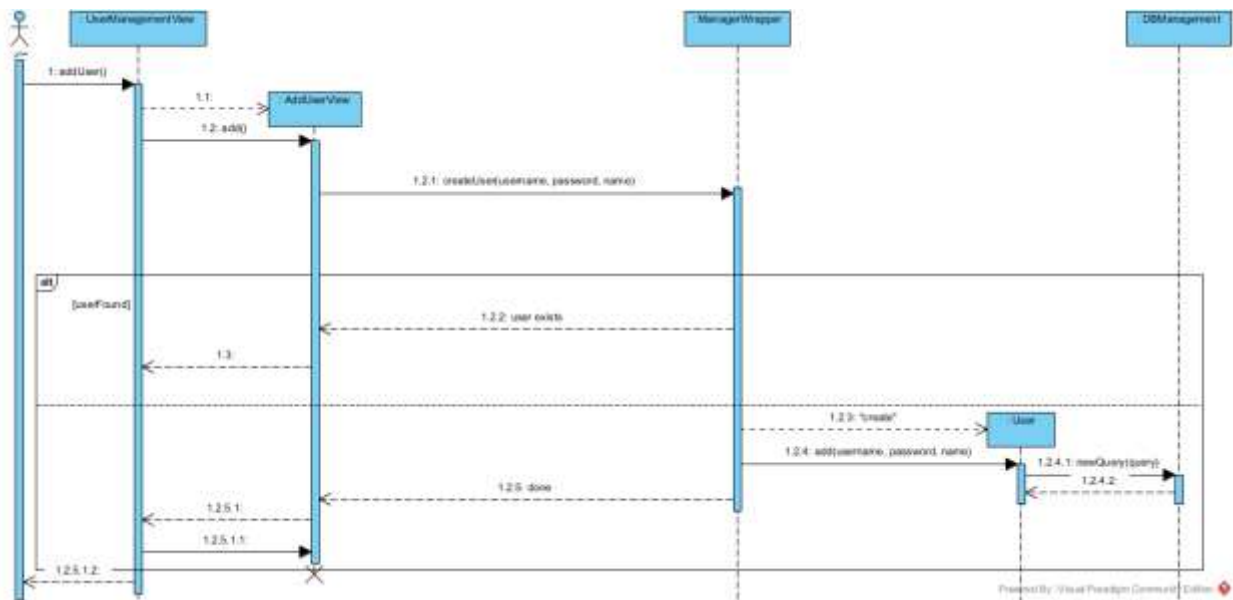 UserManagementView
ManagerWrapper
DBManagement
1: addUser()
1.1:
AddUserView
1.2: add()
1.2.1: createUser(username, password, name)
alt
[userFound]
1.2.2: user exists
1.3:
1.2.3: "create"
User
1.2.4: add(username, password, name)
1.2.4.1: newQuery(query)
1.2.4.2:
1.2.5: done
1.2.5.1:
1.2.5.1.1:
1.2.5.1.2:
Powered By: Visual Paradigm Community Edition